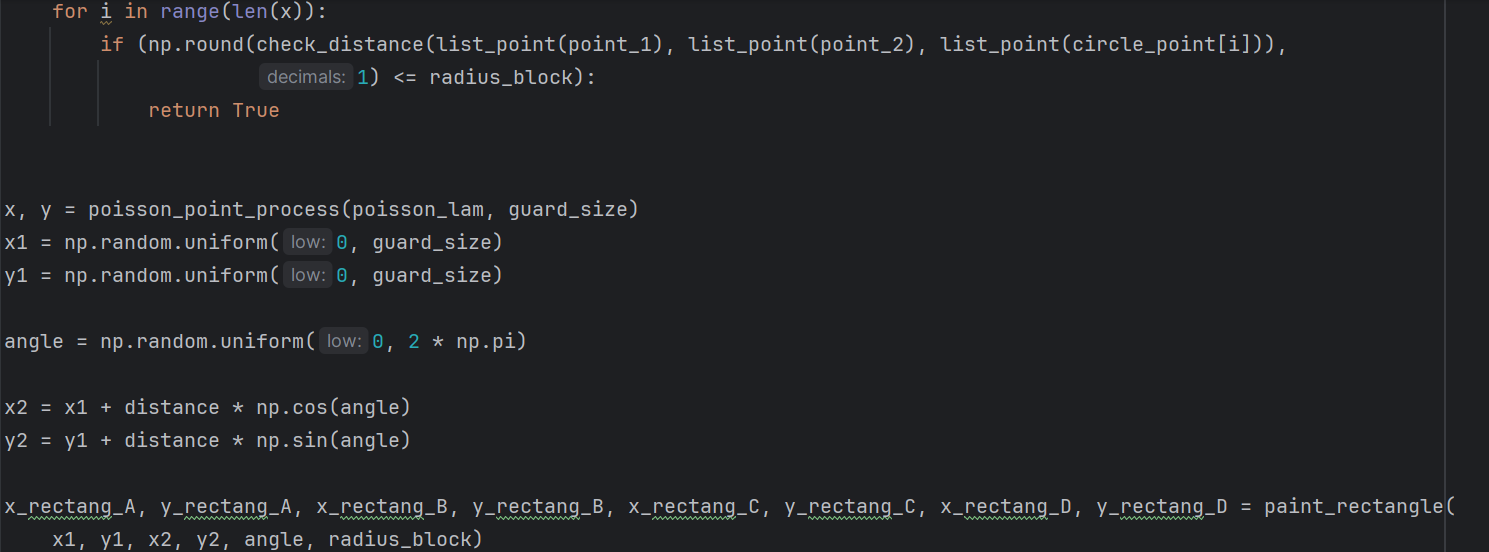 for i in range(len(x)):
if (np.round(check_distance(list_point(point_1), list_point(point_2), list_point(circle_point[i])),
decimals: 1) <= radius_block):
return True
x, y = poisson_point_process(poisson_lam, guard_size)
x1 = np.random.uniform( low: 0, guard_size)
y1 = np.random.uniform( low: 0, guard_size)
angle = np.random.uniform( low: 0, 2 * np.pi)
x2 = x1 + distance * np.cos(angle)
y2 = y1 + distance * np.sin(angle)
x_rectang_A, y_rectang_A, x_rectang_B, y_rectang_B, x_rectang_C, y_rectang_C, x_rectang_D, y_rectang_D = paint_rectangle(
x1, y1, x2, y2, angle, radius_block)